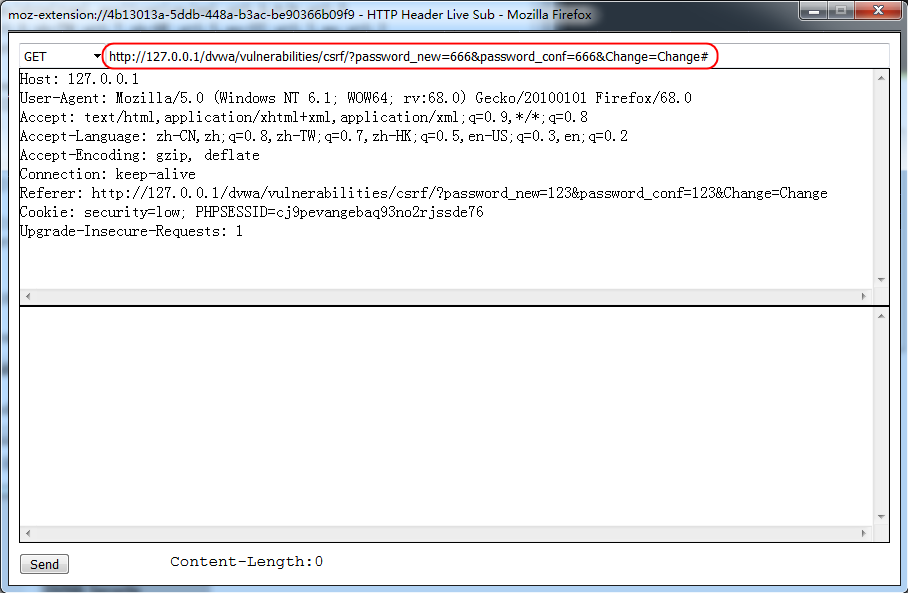 moz-extension://4b13013a-5ddb-448a-b3ac-be90366b09f9 - HTTP Header Live Sub - Mozilla Firefox
GET http://127.0.0.1/dvwa/vulnerabilities/csrf/?password_new=666&password_conf=666&Change=Change#
Host: 127.0.0.1
User-Agent: Mozilla/5.0 (Windows NT 6.1; WOW64; rv:68.0) Gecko/20100101 Firefox/68.0
Accept: text/html,application/xhtml+xml,application/xml;q=0.9,*/*;q=0.8
Accept-Language: zh-CN,zh;q=0.8,zh-TW;q=0.7,zh-HK;q=0.5,en-US;q=0.3,en;q=0.2
Accept-Encoding: gzip, deflate
Connection: keep-alive
Referer: http://127.0.0.1/dvwa/vulnerabilities/csrf/?password_new=123&password_conf=123&Change=Change
Cookie: security=low; PHPSESSID=cj9pevangebaq93no2rjssde76
Upgrade-Insecure-Requests: 1
Send Content-Length:0